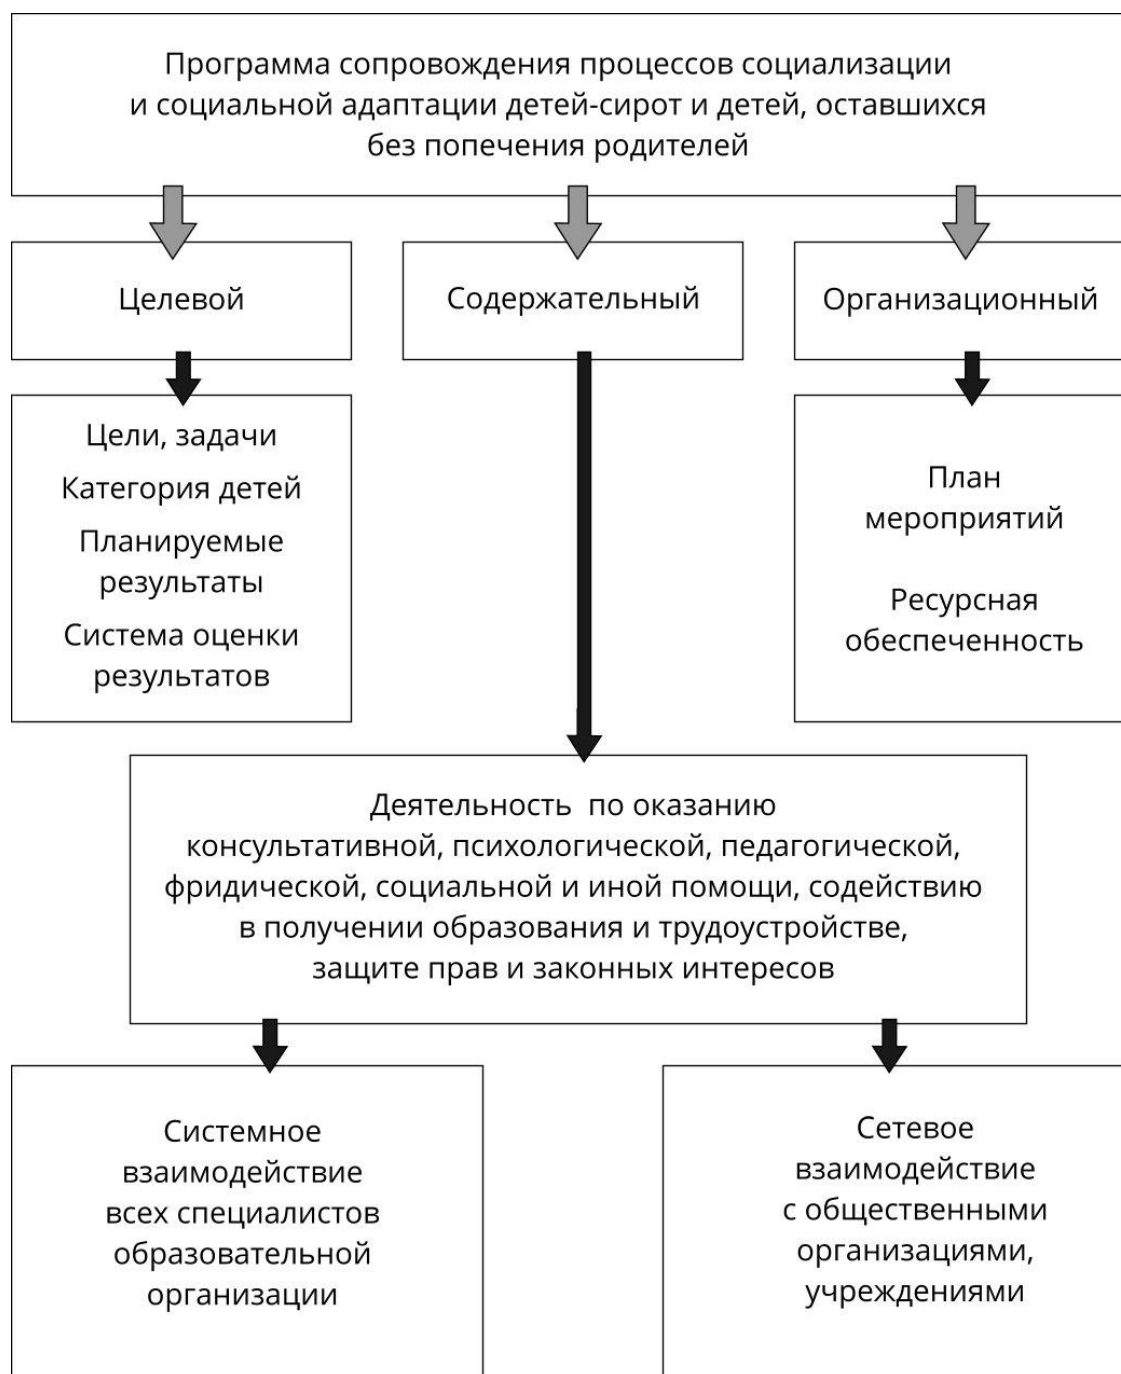 Программа сопровождения процессов социализации
и социальной адаптации детей-сирот и детей, оставшихся
без попечения родителей
Целевой
Содержательный
Организационный
Цели, задачи
Категория детей
Планируемые
результаты
Система оценки
результатов
План
мероприятий
Ресурсная
обеспеченность
Деятельность по оказанию
консультативной, психологической, педагогической,
фридической, социальной и иной помощи, содействию
в получении образования и трудоустройстве,
защите прав и законных интересов
Системное
взаимодействие
всех специалистов
образовательной
организации
Сетевое
взаимодействие
с общественными
организациями,
учреждениями